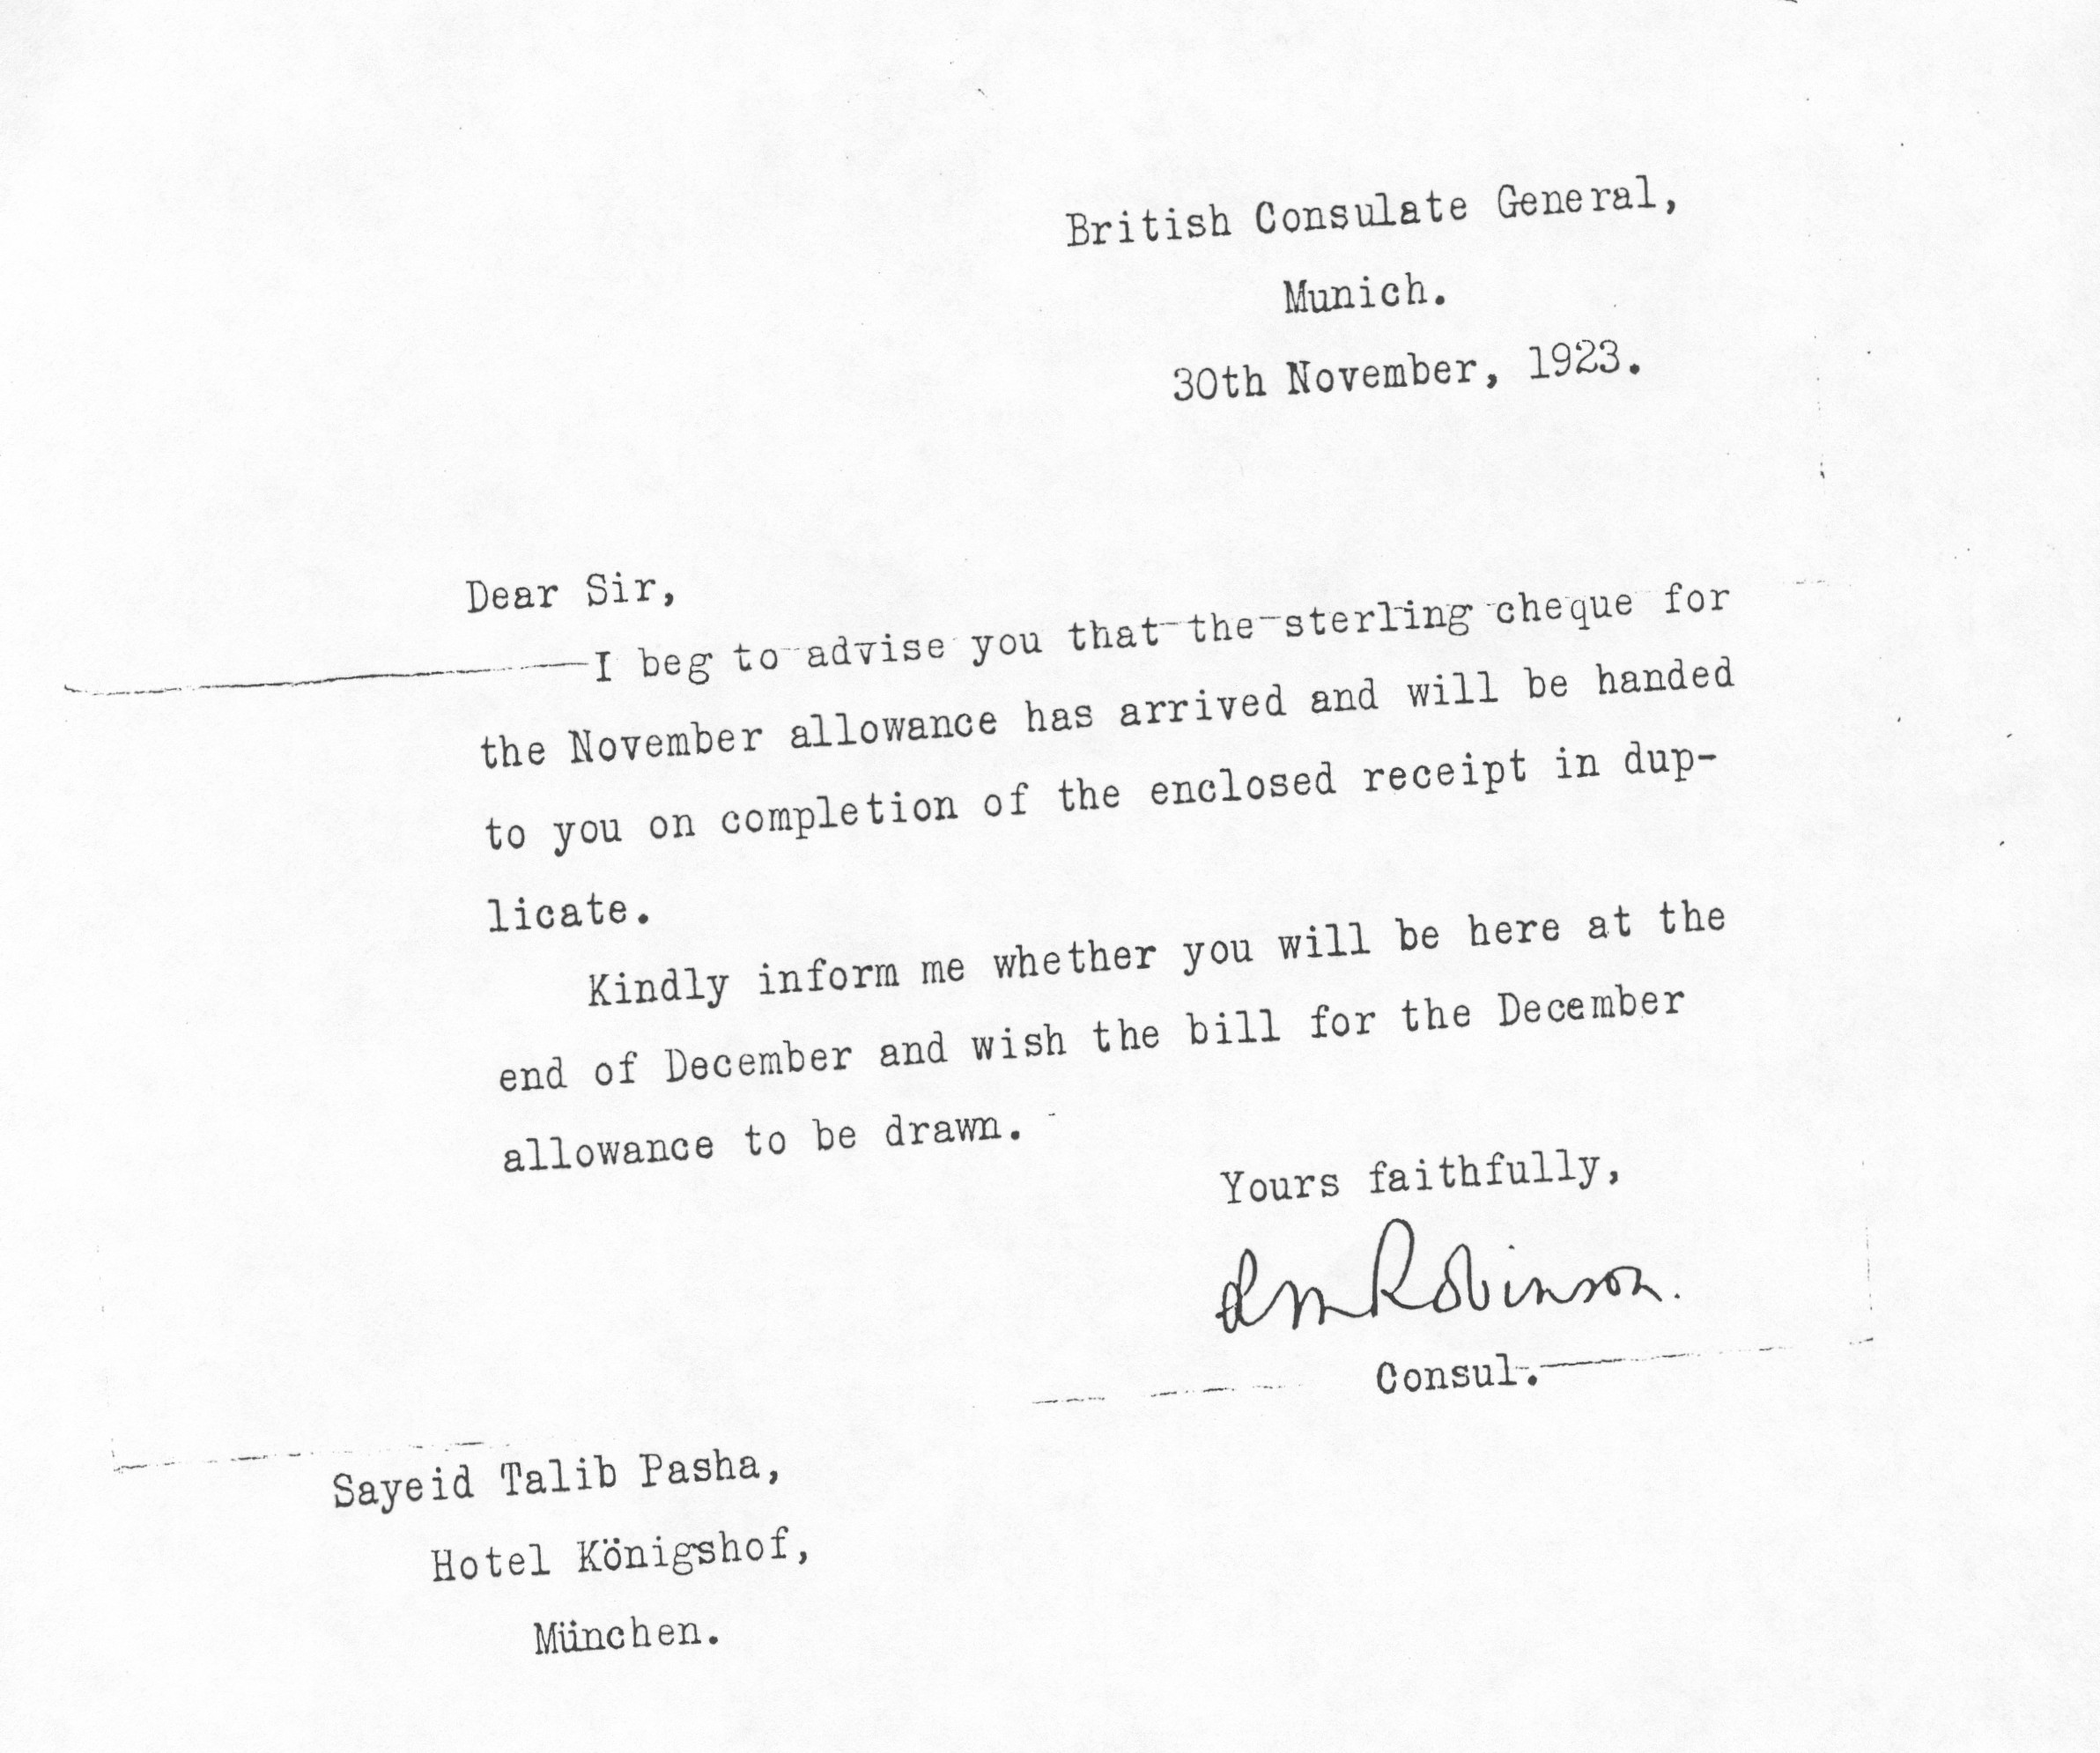 British Consulate General,
Munich.
30th November, 1923.
Dear Sir,
I beg to advise you that the sterling cheque for
the November allowance has arrived and will be handed
to you on completion of the enclosed receipt in dup-
licate.
Kindly inform me whether you will be here at the
end of December and wish the bill for the December
allowance to be drawn.
Yours faithfully,
Robinson.
Consul.
Sayeid Talib Pasha,
Hotel Königshof,
München.